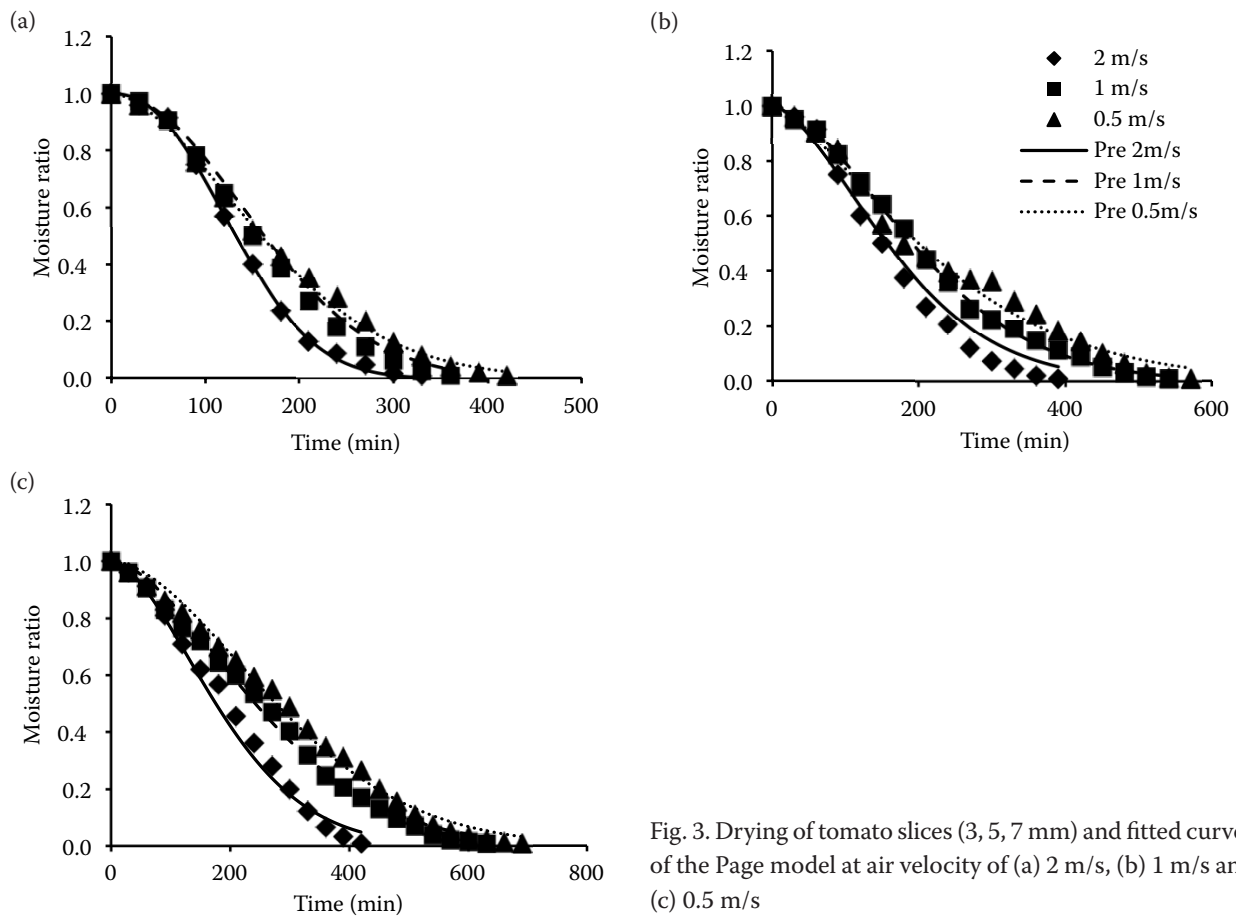 (a)
1.2
1.0
0.8
0.6
0.4
0.2
0.0
Moisture ratio
0 100 200 300 400 500
Time (min)
(b)
1.2
1.0
0.8
0.6
0.4
0.2
0.0
Moisture ratio
0 200 400 600
Time (min)
2 m/s
1 m/s
0.5 m/s
Pre 2m/s
Pre 1m/s
Pre 0.5m/s
(c)
1.2
1.0
0.8
0.6
0.4
0.2
0.0
Moisture ratio
0 200 400 600 800
Time (min)
Fig. 3. Drying of tomato slices (3, 5, 7 mm) and fitted curve
of the Page model at air velocity of (a) 2 m/s, (b) 1 m/s an
(c) 0.5 m/s